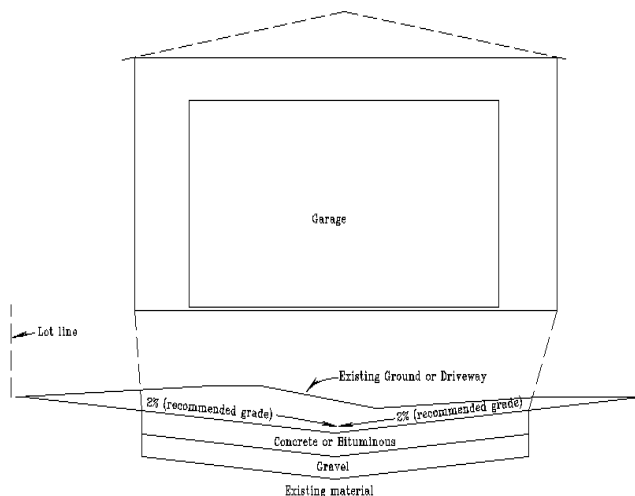 Garage
Lot line
Existing Ground or Driveway
2% (recommended grade)
2% (recommended grade)
Concrete or Bituminous
Gravel
Existing material